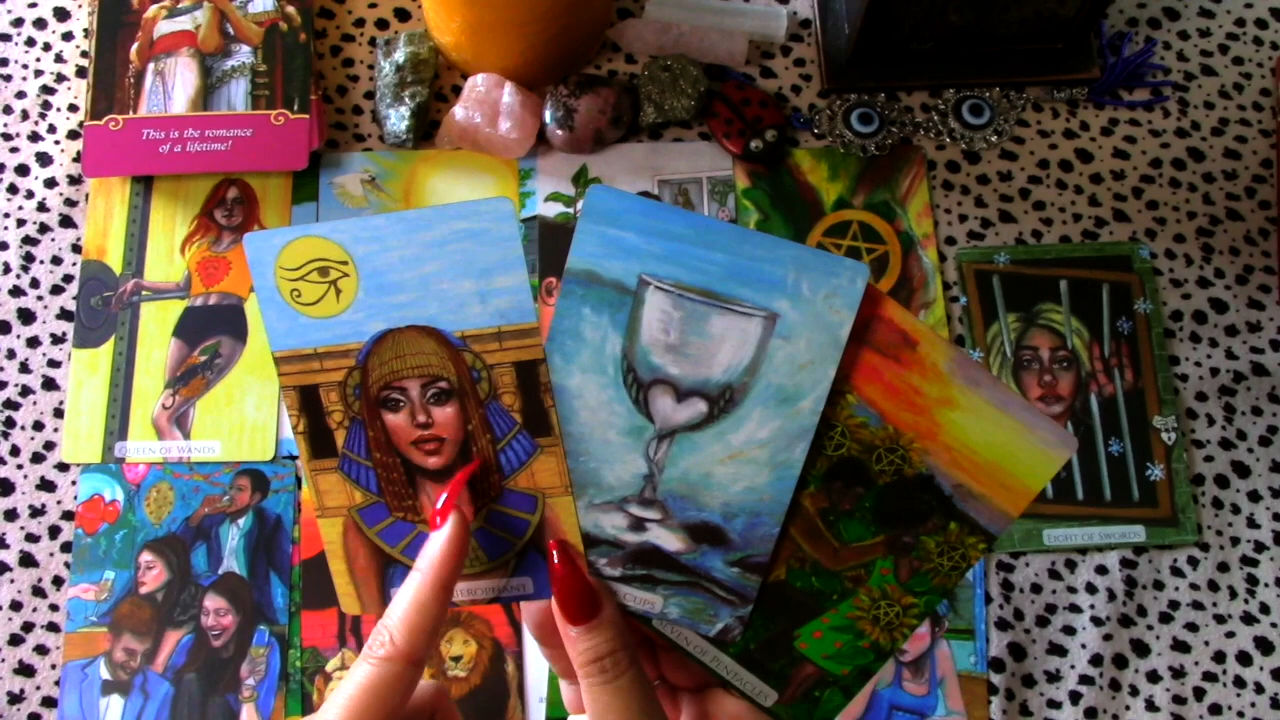 This is the romance
of a lifetime!
QUEEN OF WANDS
HIEROPHANT
CUPS
SEVEN OF PENTACLES
EIGHT OF SWORDS